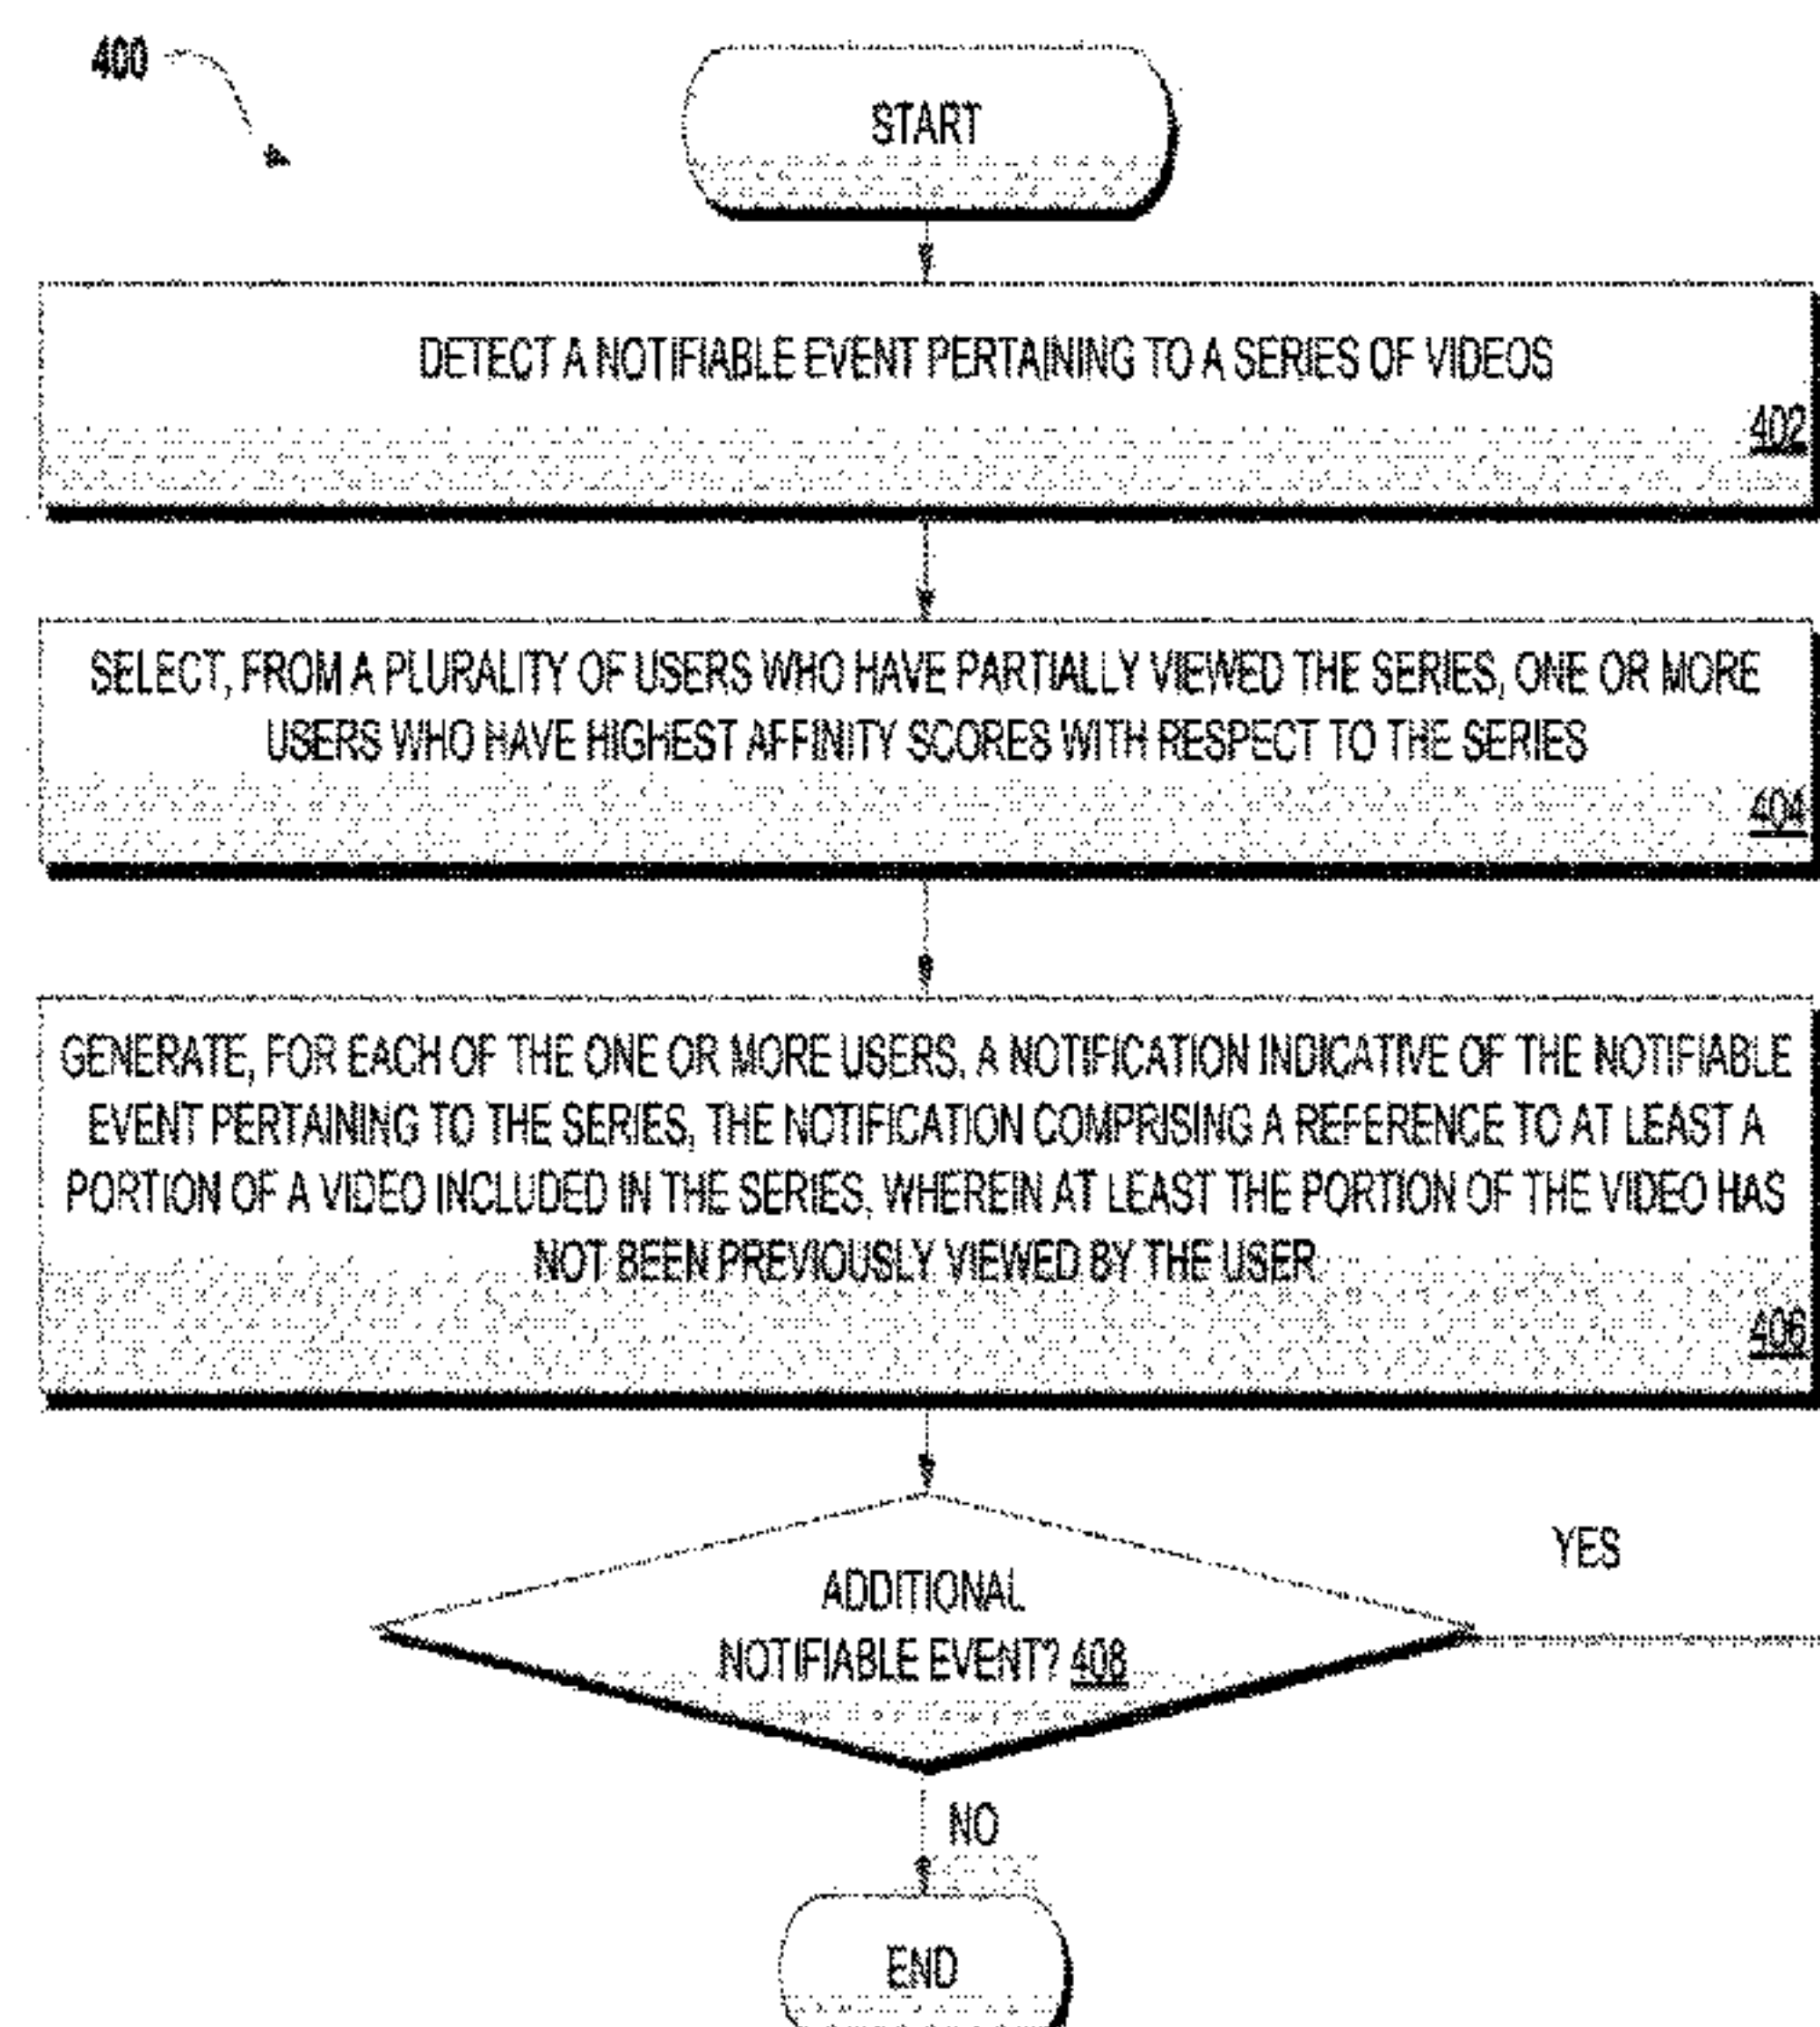 400
START
DETECT A NOTIFIABLE EVENT PERTAINING TO A SERIES OF VIDEOS
402
SELECT, FROM A PLURALITY OF USERS WHO HAVE PARTIALLY VIEWED THE SERIES, ONE OR MORE
USERS WHO HAVE HIGHEST AFFINITY SCORES WITH RESPECT TO THE SERIES
404
GENERATE, FOR EACH OF THE ONE OR MORE USERS, A NOTIFICATION INDICATIVE OF THE NOTIFIABLE
EVENT PERTAINING TO THE SERIES, THE NOTIFICATION COMPRISING A REFERENCE TO AT LEAST A
PORTION OF A VIDEO INCLUDED IN THE SERIES, WHEREIN AT LEAST THE PORTION OF THE VIDEO HAS
NOT BEEN PREVIOUSLY VIEWED BY THE USER
406
YES
ADDITIONAL
NOTIFIABLE EVENT? 408
NO
END